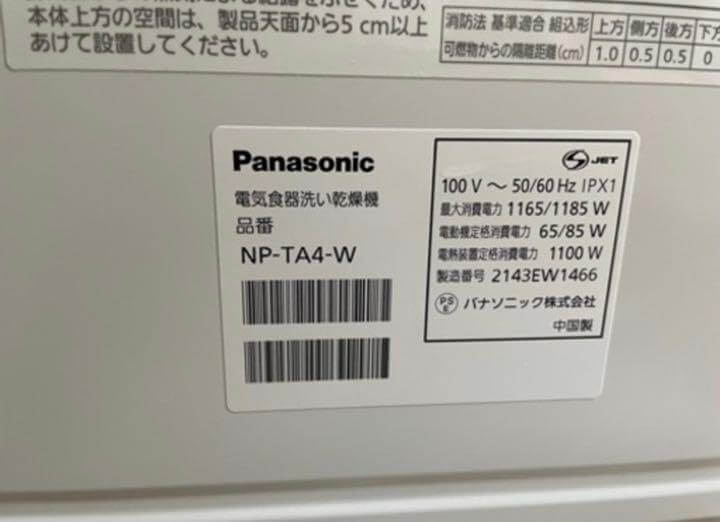 本体上方の空間は、製品天面から5 cm以上
あけて設置してください。
消防法 基準適合 組込形 上方 側方 後方 下方
可燃物からの隔離距離(cm) 1.0 0.5 0.5 0
Panasonic
電気食器洗い乾燥機
品番
NP-TA4-W
JET
100 V ～ 50/60 Hz IPX1
最大消費電力 1165/1185 W
電動機定格消費電力 65/85 W
電熱装置定格消費電力 1100 W
製造番号 2143EW1466
PS E パナソニック株式会社
中国製